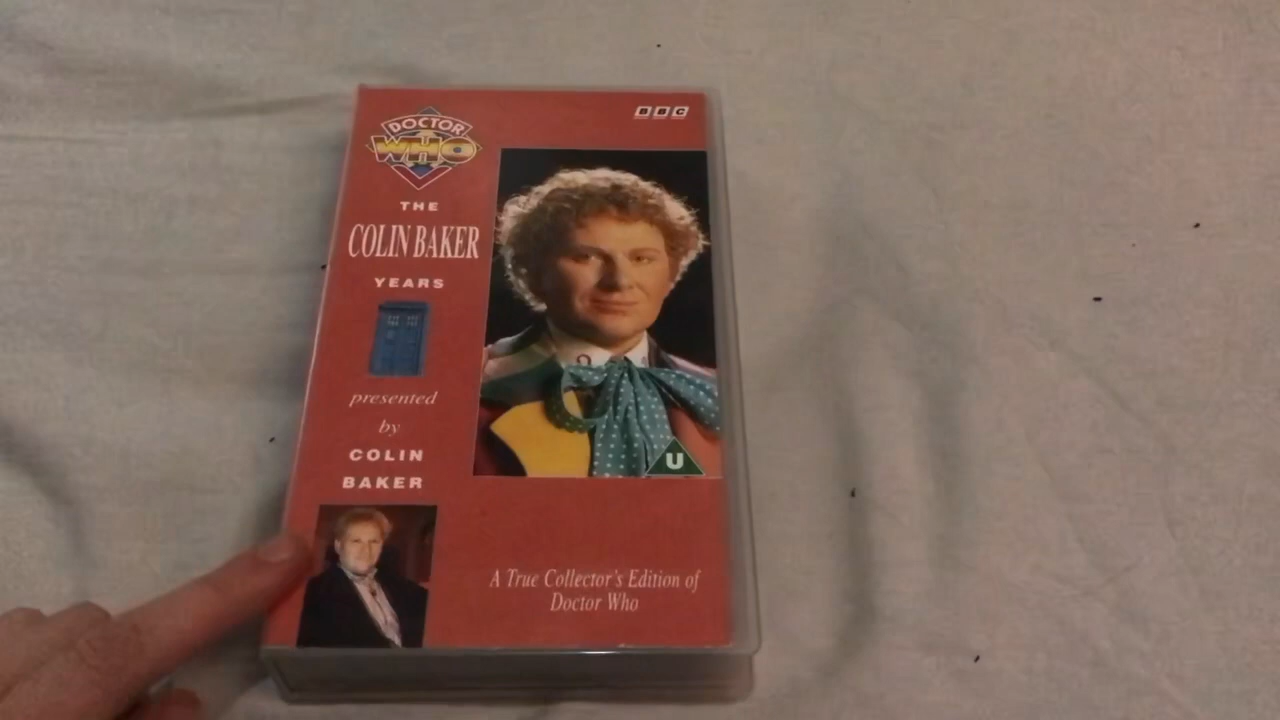 DOCTOR
WHO
BBC
THE
COLIN BAKER
YEARS
presented
by
COLIN
BAKER
U
A True Collector's Edition of
Doctor Who